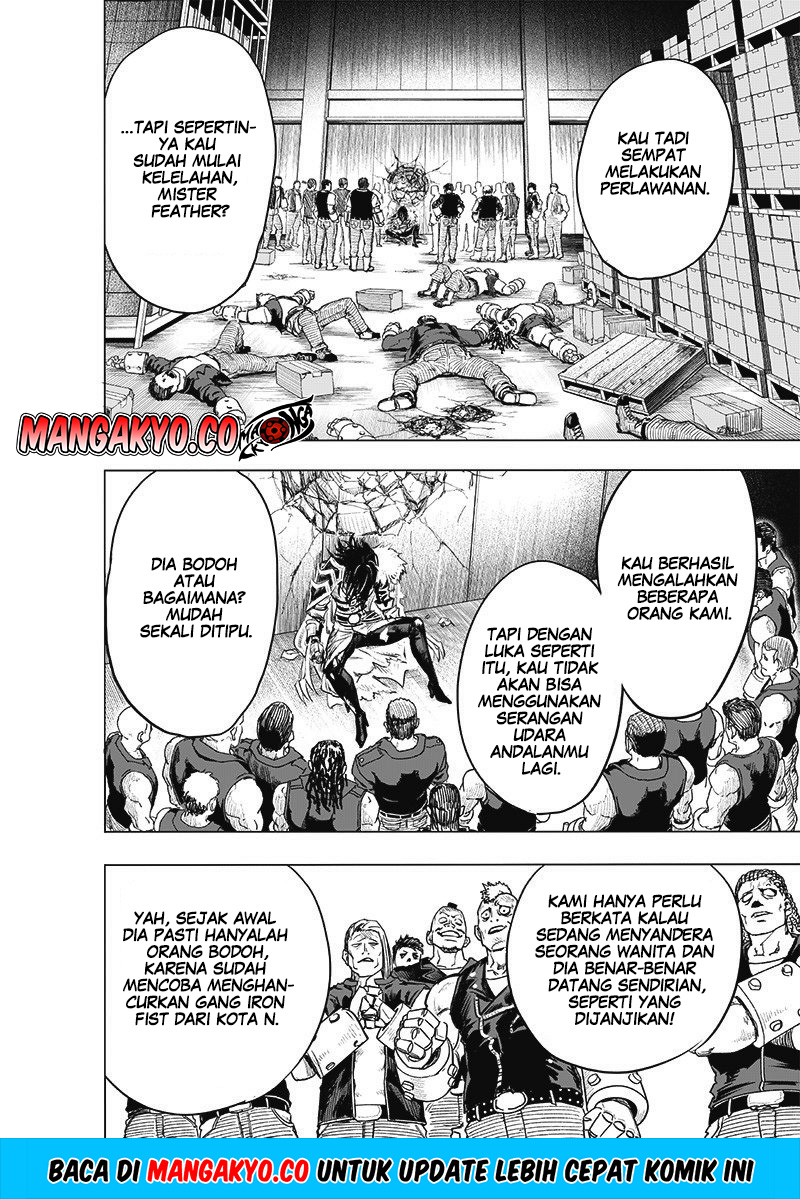 KAU TADI
SEMPAT
MELAKUKAN
PERLAWANAN.
...TAPI SEPERTIN-
YA KAU
SUDAH MULAI
KELELAHAN,
MISTER
FEATHER?
MANGAKYO.CO
MANGA
KYO
KAU BERHASIL
MENGALAHKAN
BEBERAPA
ORANG KAMI.
TAPI DENGAN
LUKA SEPERTI
ITU, KAU TIDAK
AKAN BISA
MENGGUNAKAN
SERANGAN
UDARA
ANDALANMU
LAGI.
DIA BODOH
ATAU
BAGAIMANA?
MUDAH
SEKALI DITIPU.
KAMI HANYA PERLU
BERKATA KALAU
SEDANG MENYANDERA
SEORANG WANITA DAN
DIA BENAR-BENAR
DATANG SENDIRIAN,
SEPERTI YANG
DIJANJIKAN!
YAH, SEJAK AWAL
DIA PASTI HANYALAH
ORANG BODOH,
KARENA SUDAH
MENCOBA MENGHAN-
CURKAN GANG IRON
FIST DARI KOTA N.
BACA DI MANGAKYO.CO UNTUK UPDATE LEBIH CEPAT KOMIK INI